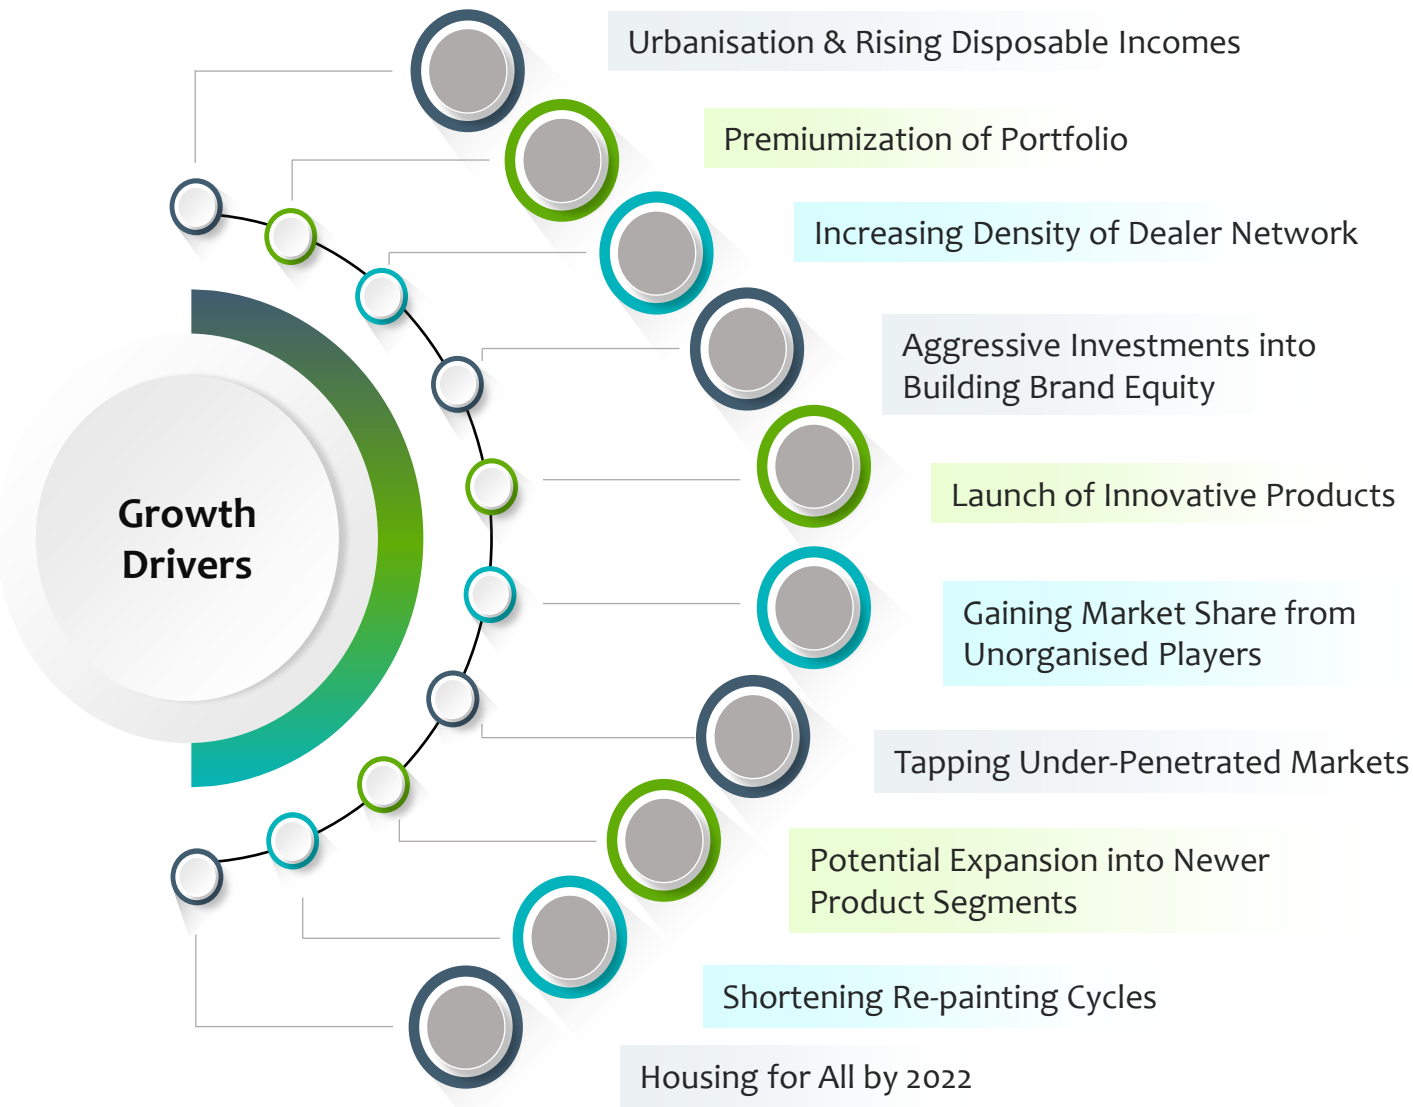 Urbanisation & Rising Disposable Incomes
Premiumization of Portfolio
Increasing Density of Dealer Network
Aggressive Investments into
Building Brand Equity
Launch of Innovative Products
Growth
Drivers
Gaining Market Share from
Unorganised Players
Tapping Under-Penetrated Markets
Potential Expansion into Newer
Product Segments
Shortening Re-painting Cycles
Housing for All by 2022